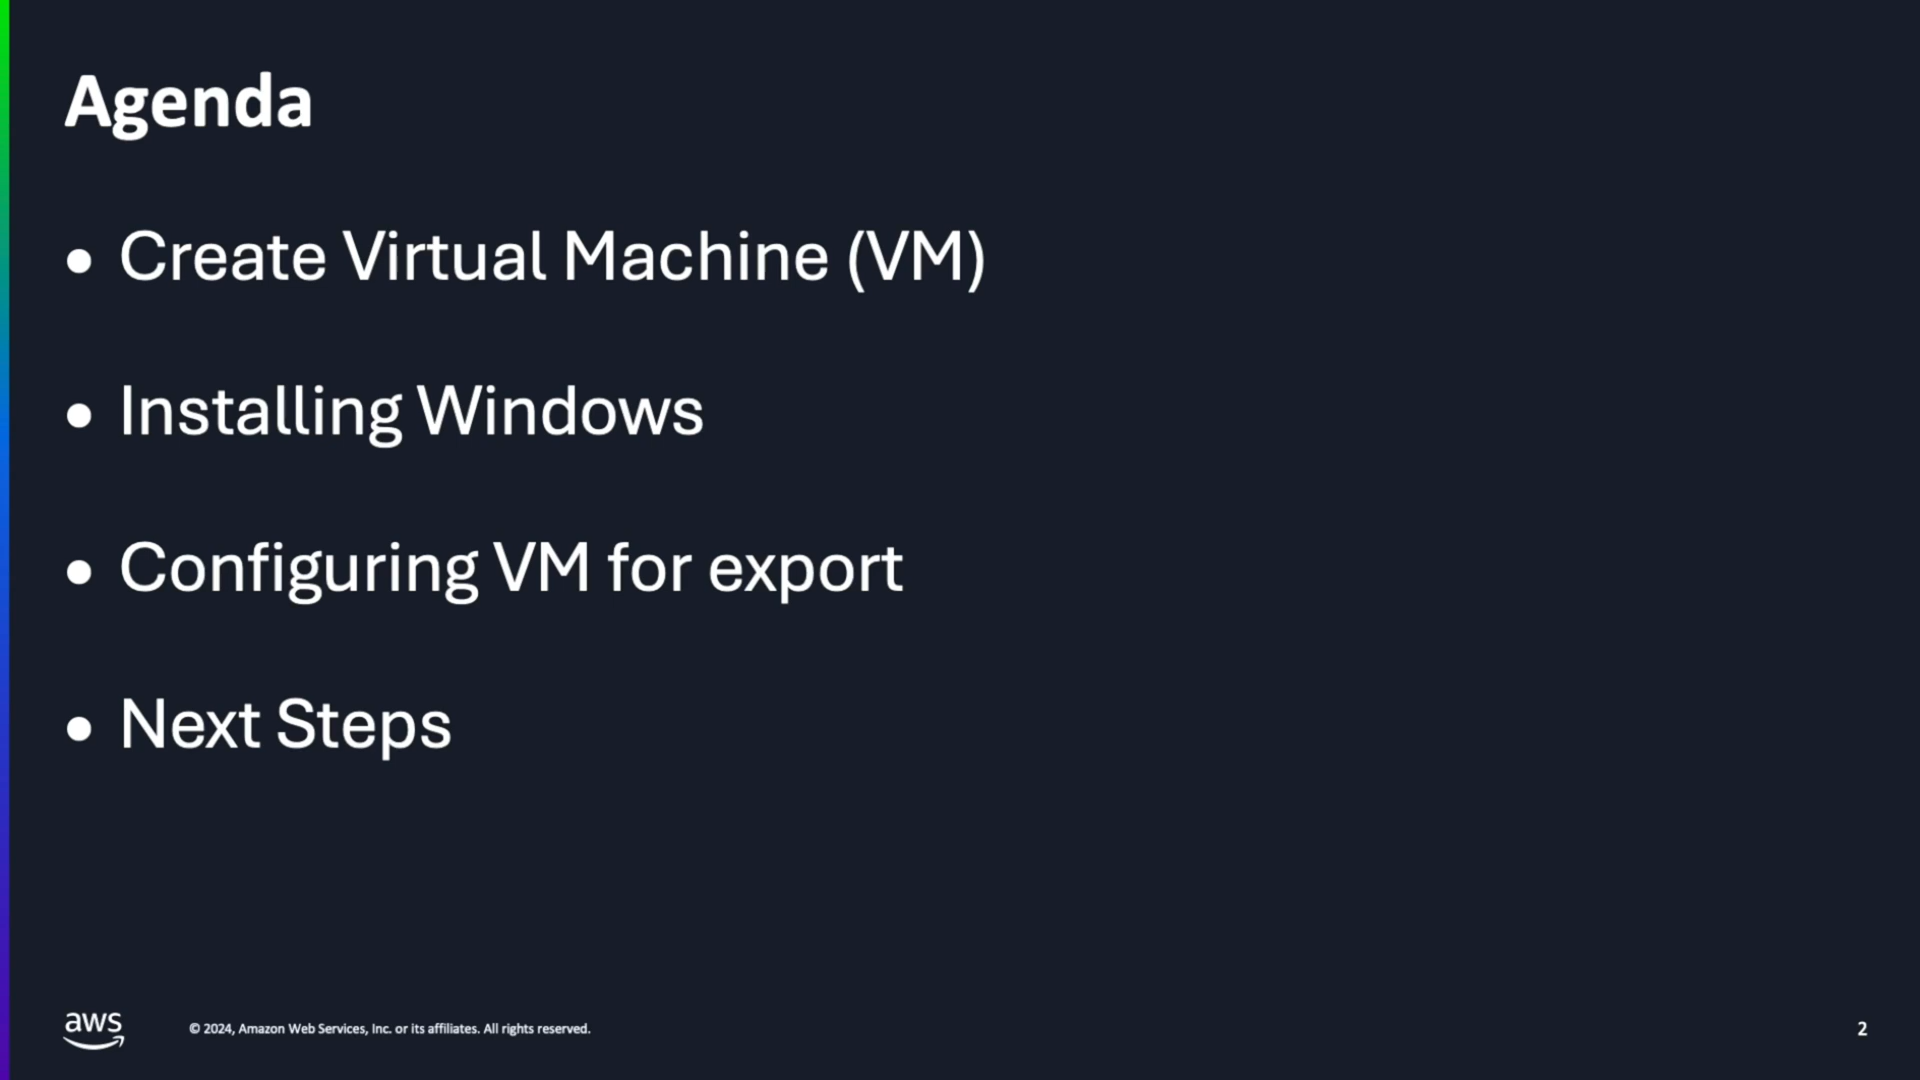 Agenda
• Create Virtual Machine (VM)
• Installing Windows
• Configuring VM for export
• Next Steps
aws
© 2024, Amazon Web Services, Inc. or its affiliates. All rights reserved.
2